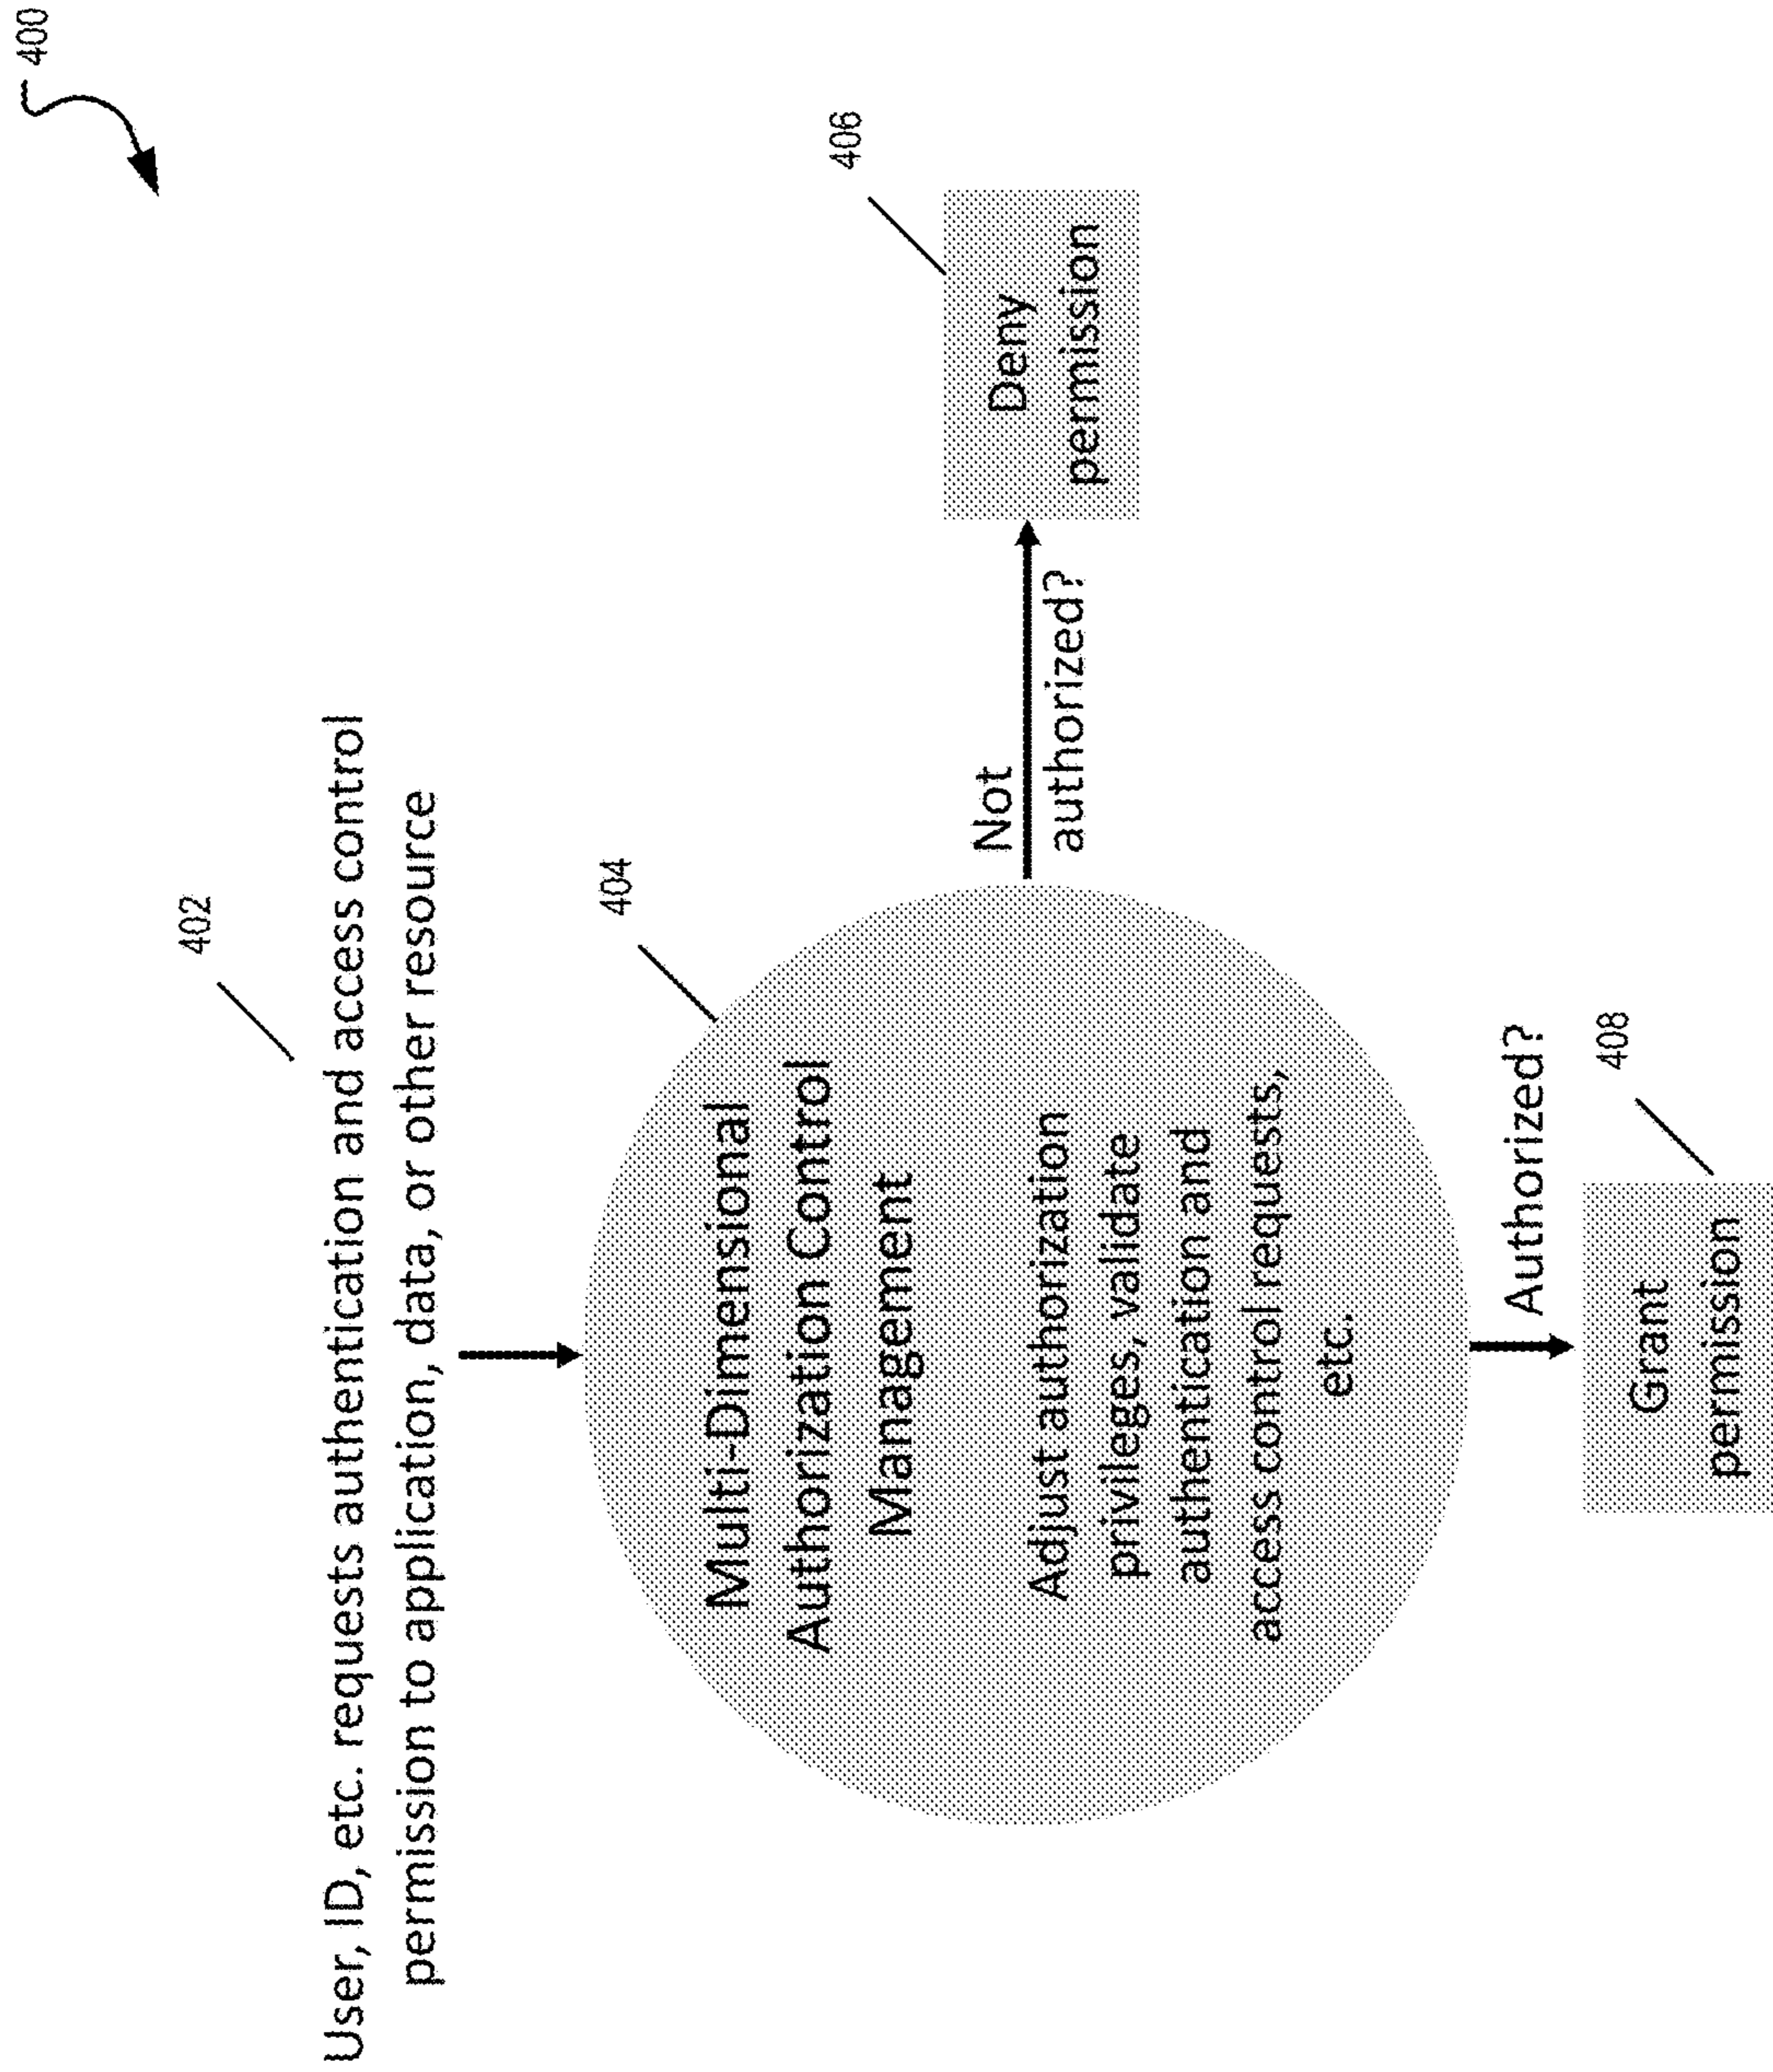 400
402
User, ID, etc. requests authentication and access control
permission to application, data, or other resource
404
Multi-Dimensional
Authorization Control
Management
Adjust authorization
privileges, validate
authentication and
access control requests,
etc.
Not
authorized?
406
Deny
permission
Authorized?
408
Grant
permission